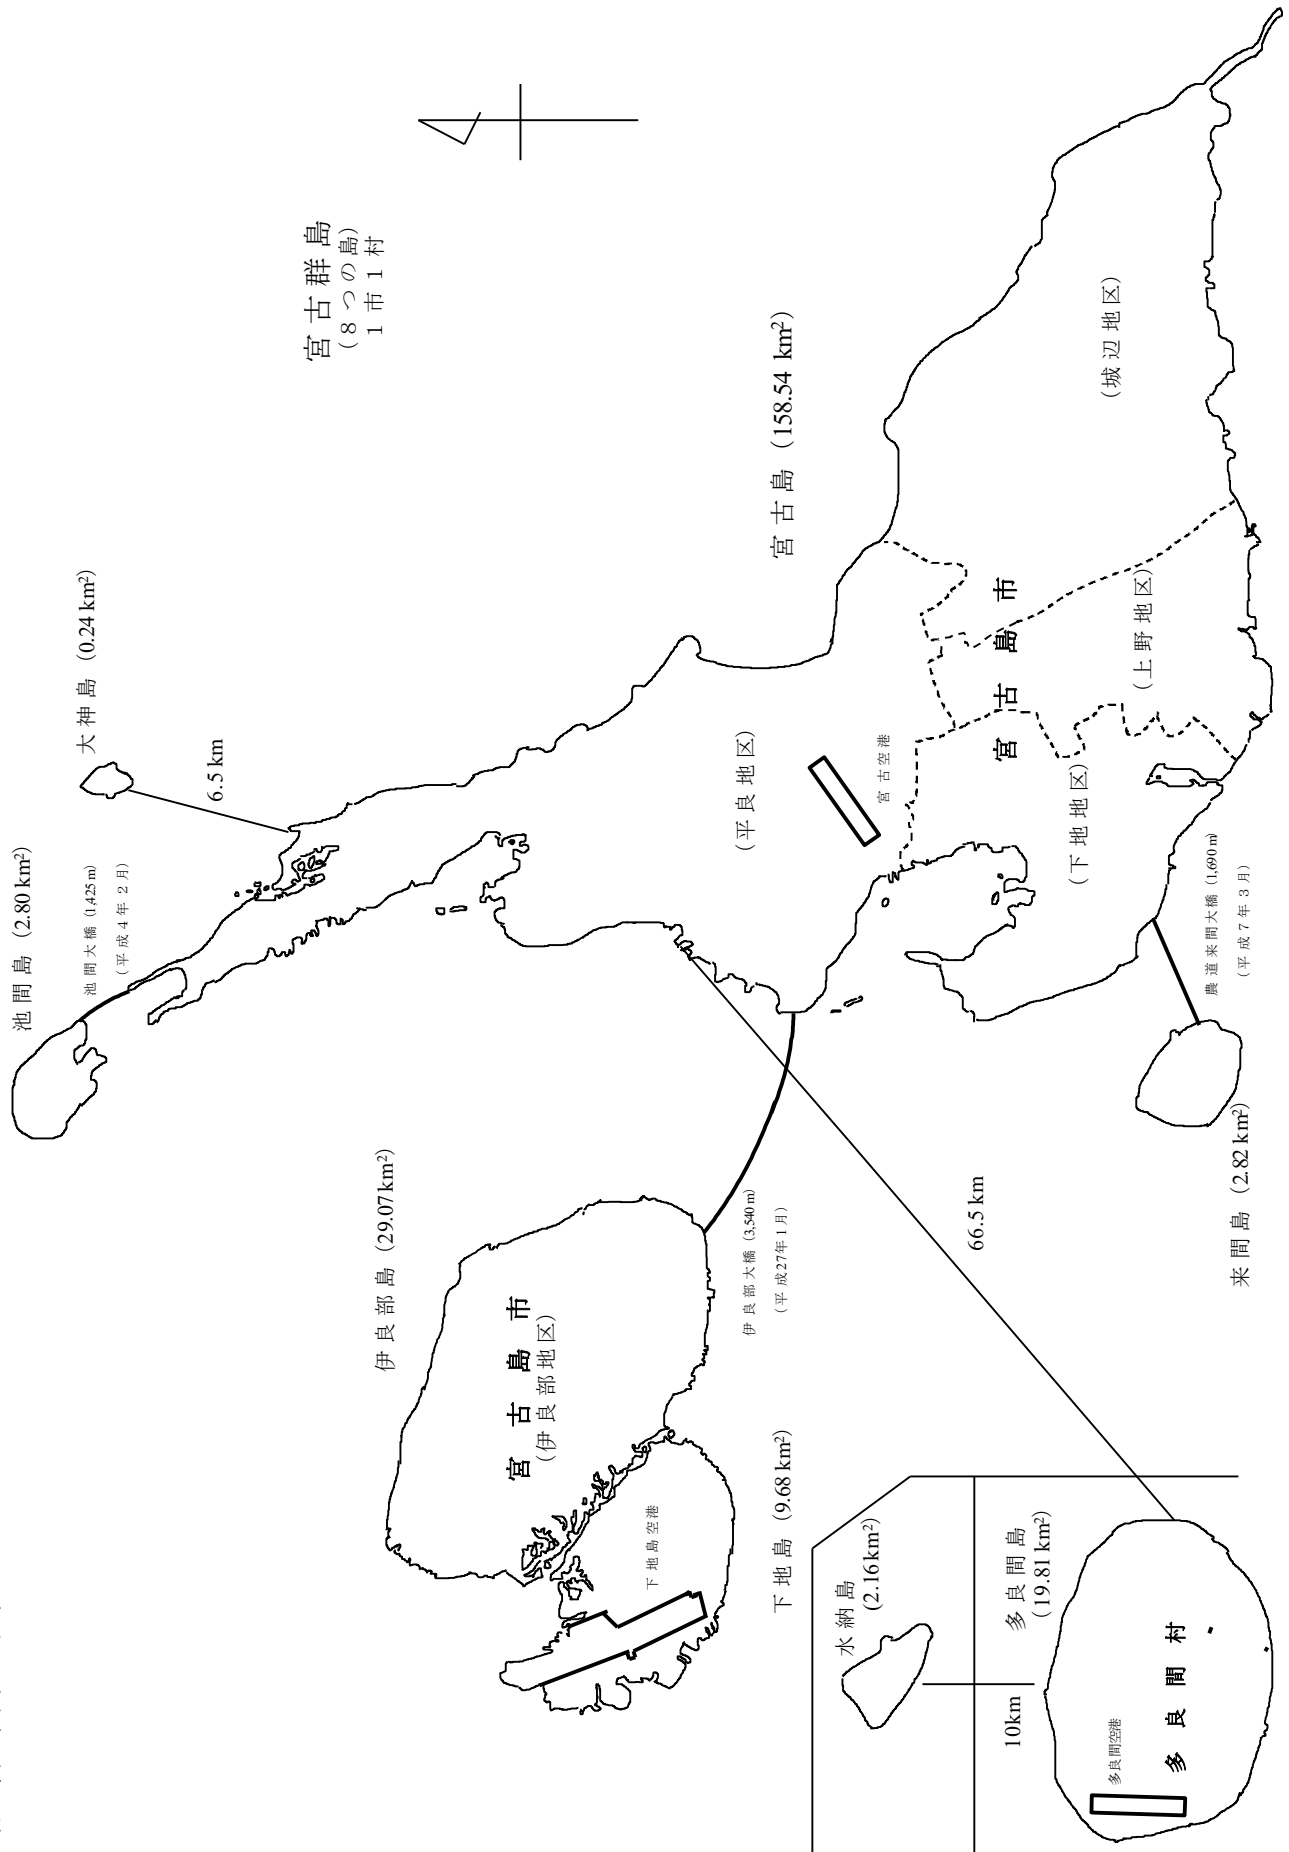 宮古群島
(8つの島)
1市1村
池間島 (2.80 km²)
池間大橋 (1,425 m)
(平成4年2月)
大神島 (0.24 km²)
6.5 km
宮古島 (158.54 km²)
(平良地区)
宮古空港
宮古島市
(城辺地区)
(上野地区)
(下地地区)
農道来間大橋 (1,690 m)
(平成7年3月)
来間島 (2.82 km²)
伊良部島 (29.07 km²)
宮古島市
(伊良部地区)
伊良部大橋 (3,540 m)
(平成27年1月)
下地島空港
下地島 (9.68 km²)
66.5 km
水納島
(2.16 km²)
10km
多良間島
(19.81 km²)
多良間空港
多良間村